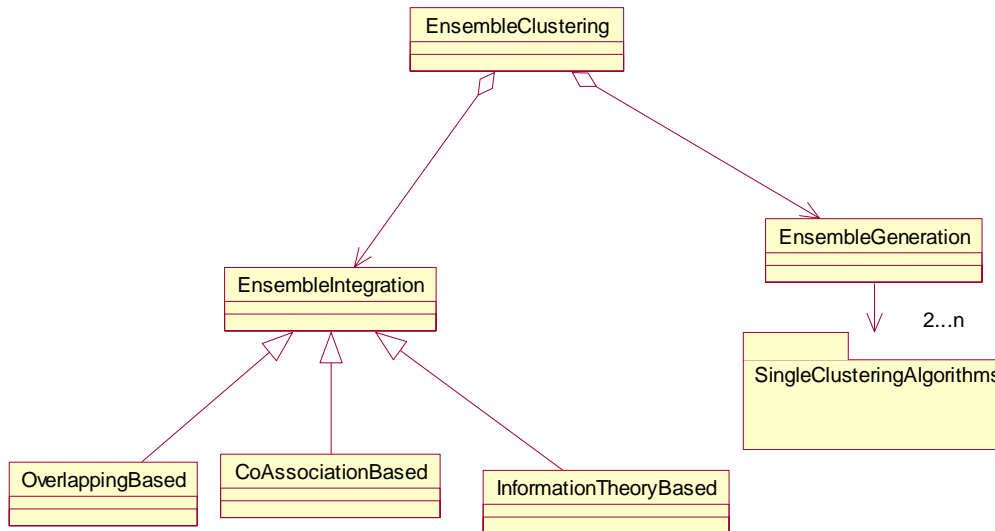 EnsembleClustering
EnsembleGeneration
EnsembleIntegration
2...n
SingleClusteringAlgorithms
OverlappingBased
CoAssociationBased
InformationTheoryBased